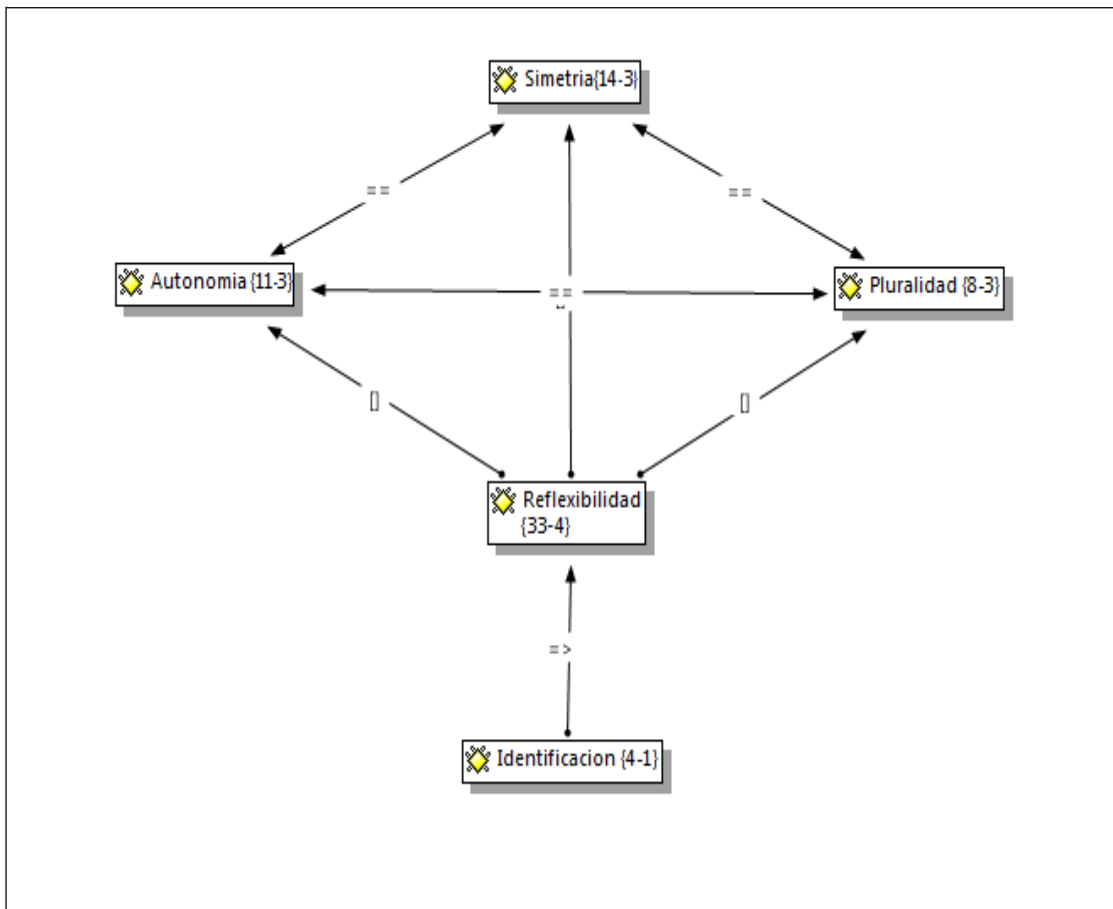 Simetria{14-3}
==
==
Autonomia {11-3}
==
Pluralidad {8-3}
[]
[]
Reflexibilidad
{33-4}
=>
Identificacion {4-1}